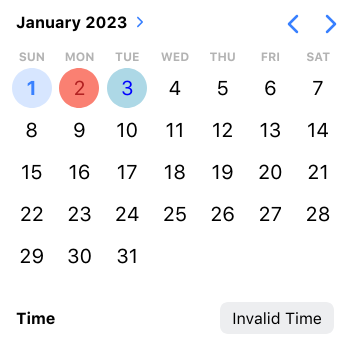 January 2023
SUN MON TUE WED THU FRI SAT
1 2 3 4 5 6 7
8 9 10 11 12 13 14
15 16 17 18 19 20 21
22 23 24 25 26 27 28
29 30 31
Time Invalid Time